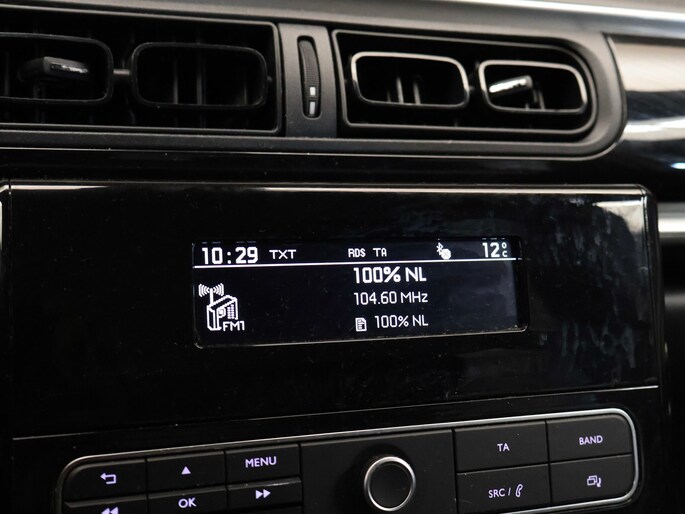 10:29 TXT RDS TA 12°C
100% NL
104.60 MHz
FM1 100% NL
TA BAND
MENU
OK SRC/